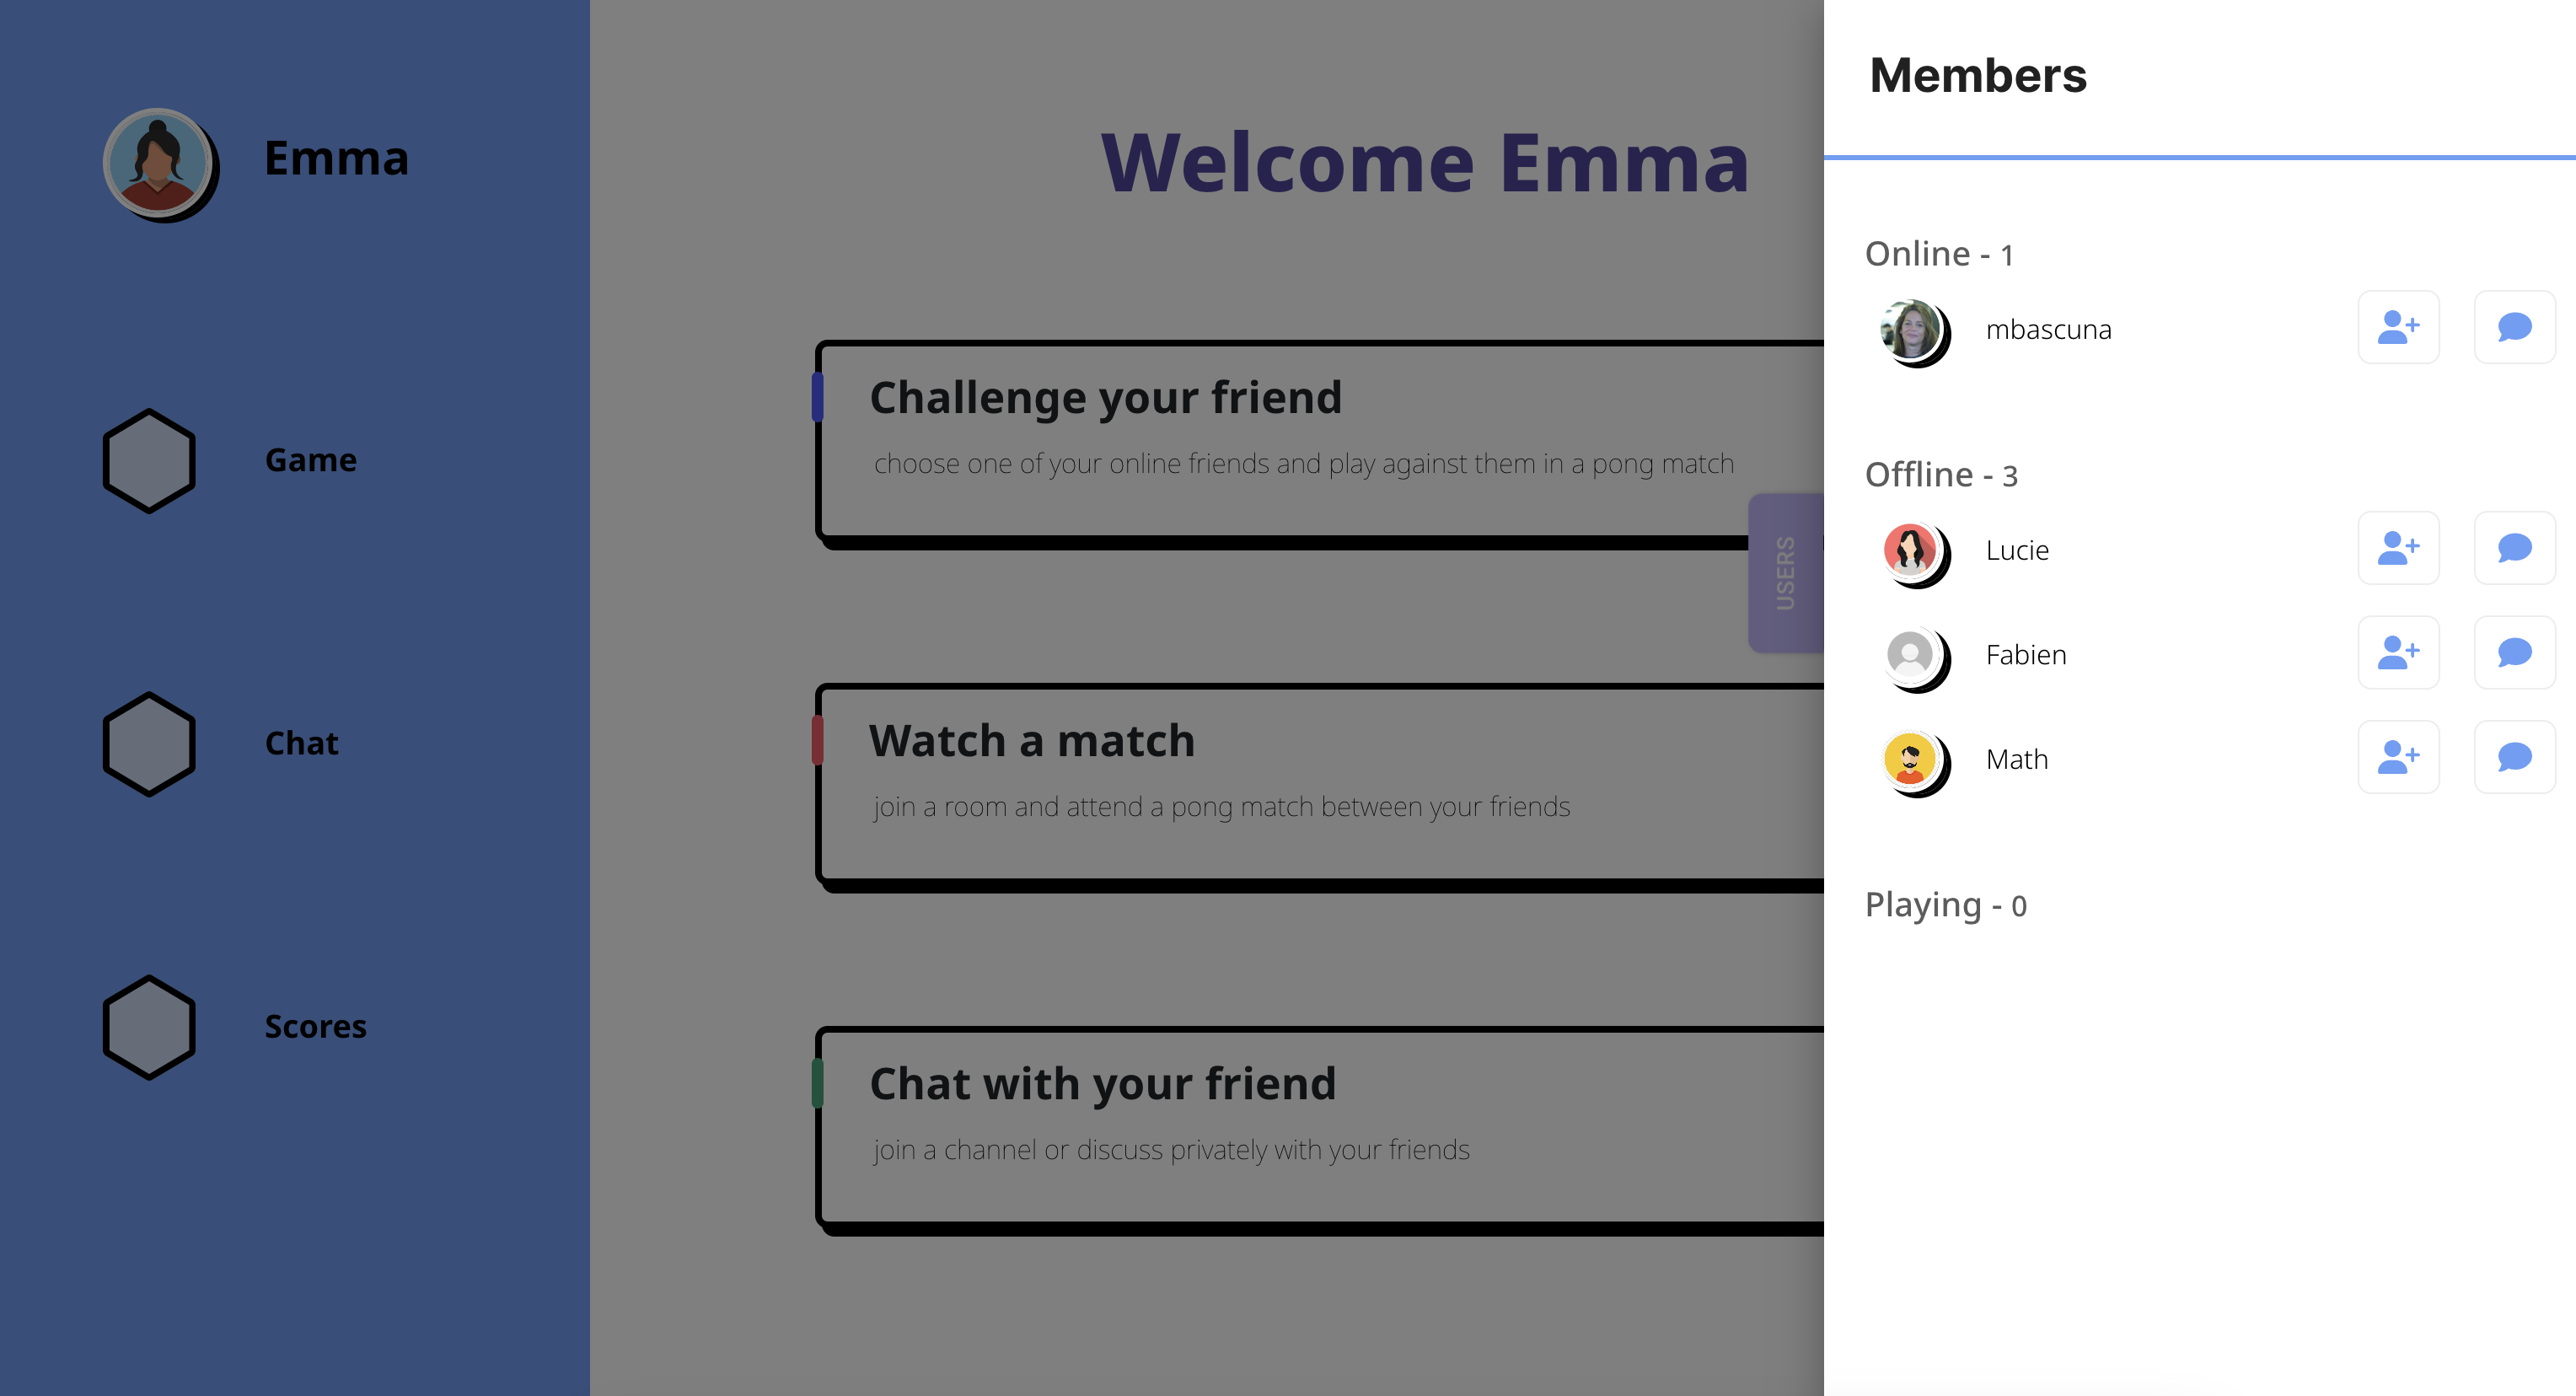 Emma
Game
Chat
Scores
Welcome Emma
Challenge your friend
choose one of your online friends and play against them in a pong match
Watch a match
join a room and attend a pong match between your friends
Chat with your friend
join a channel or discuss privately with your friends
USERS
Members
Online - 1
mbascuna
Offline - 3
Lucie
Fabien
Math
Playing - 0